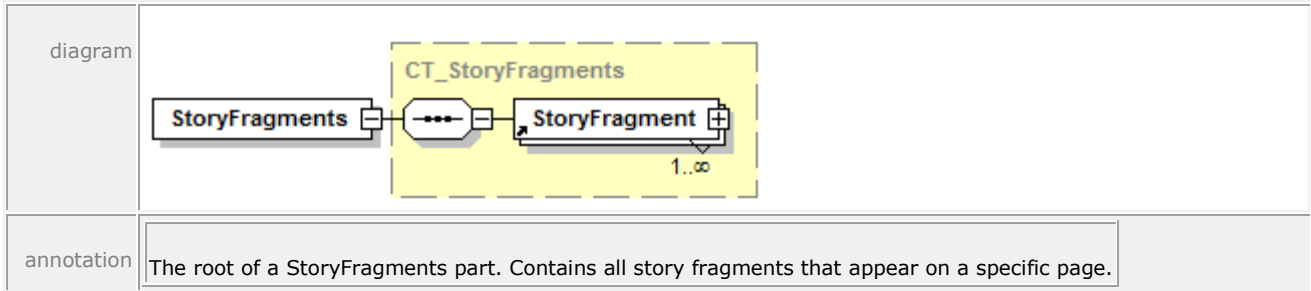 diagram
CT_StoryFragments
StoryFragments
StoryFragment
1..∞
annotation
The root of a StoryFragments part. Contains all story fragments that appear on a specific page.